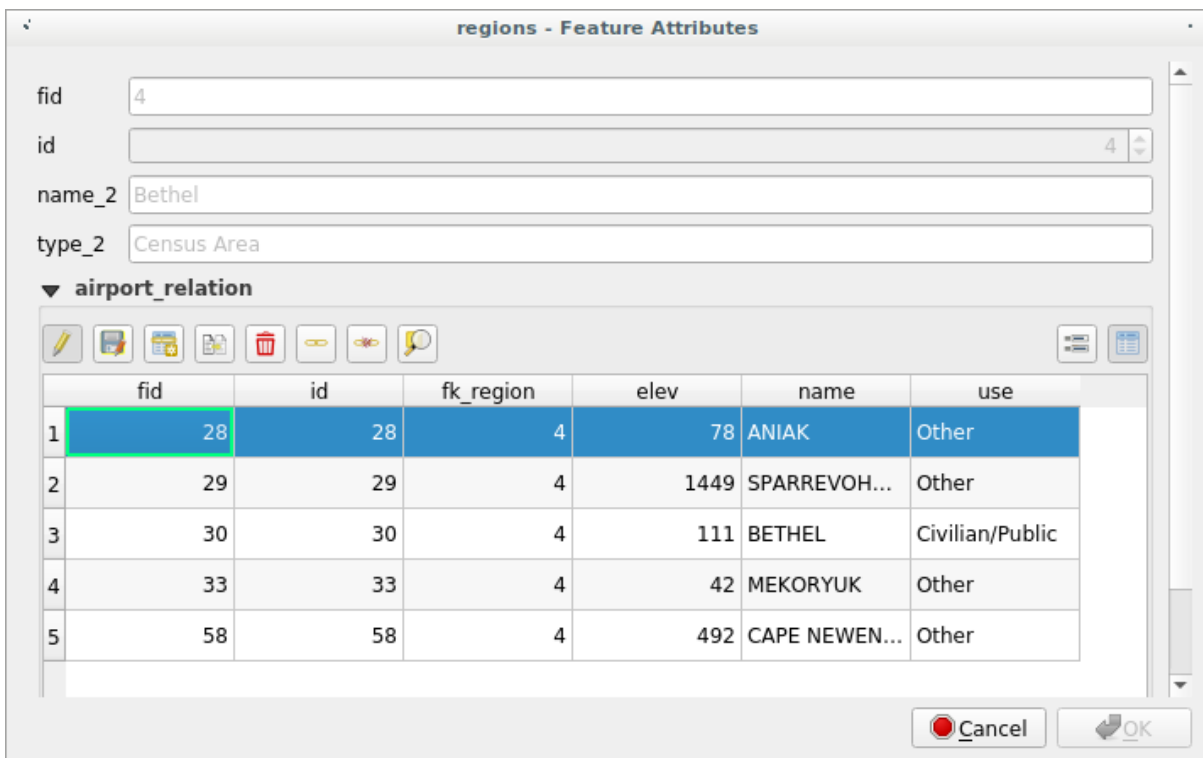 regions - Feature Attributes
fid 4
id 4
name_2 Bethel
type_2 Census Area
airport_relation
fid id fk_region elev name use
1 28 28 4 78 ANIAK Other
2 29 29 4 1449 SPARREVOH... Other
3 30 30 4 111 BETHEL Civilian/Public
4 33 33 4 42 MEKORYUK Other
5 58 58 4 492 CAPE NEWEN... Other
Cancel OK